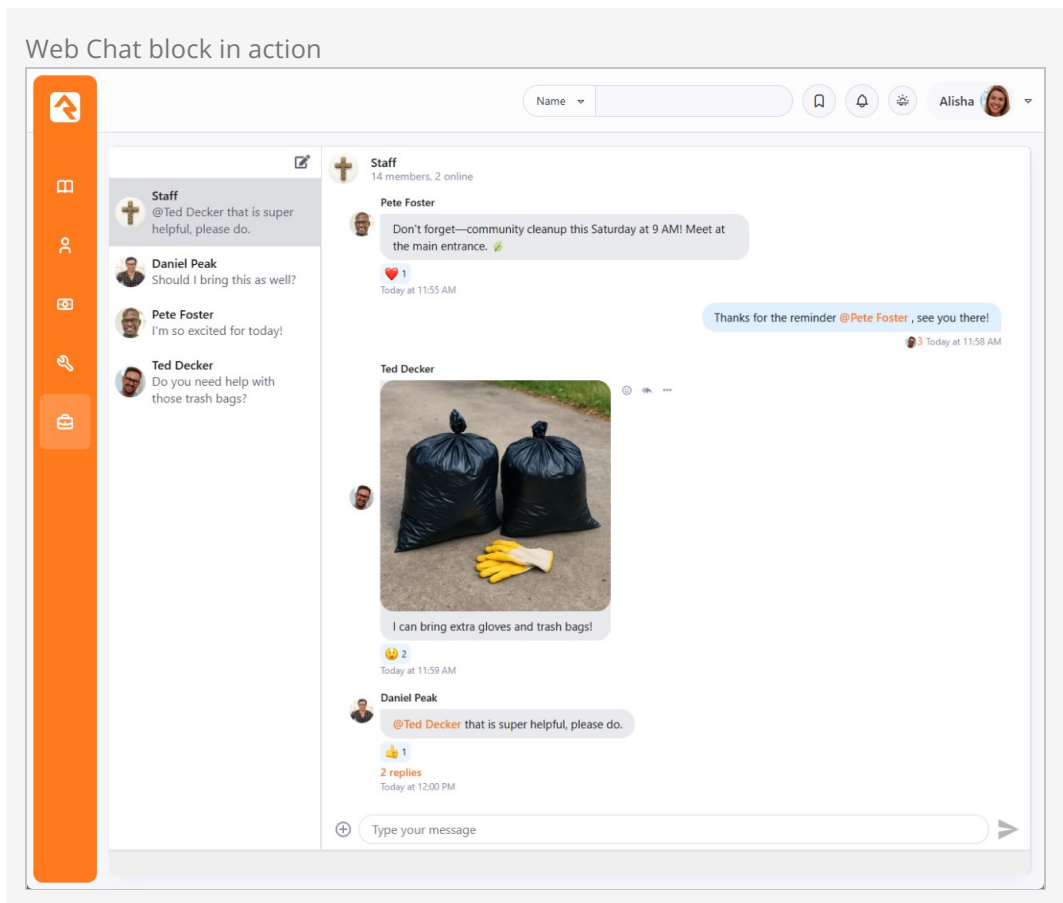 Web Chat block in action
Name
Alisha
Staff
@Ted Decker that is super
helpful, please do.
Daniel Peak
Should I bring this as well?
Pete Foster
I'm so excited for today!
Ted Decker
Do you need help with
those trash bags?
Staff
14 members, 2 online
Pete Foster
Don't forget—community cleanup this Saturday at 9 AM! Meet at
the main entrance.
1
Today at 11:55 AM
Thanks for the reminder @Pete Foster , see you there!
3 Today at 11:58 AM
Ted Decker
I can bring extra gloves and trash bags!
2
Today at 11:59 AM
Daniel Peak
@Ted Decker that is super helpful, please do.
1
2 replies
Today at 12:00 PM
Type your message